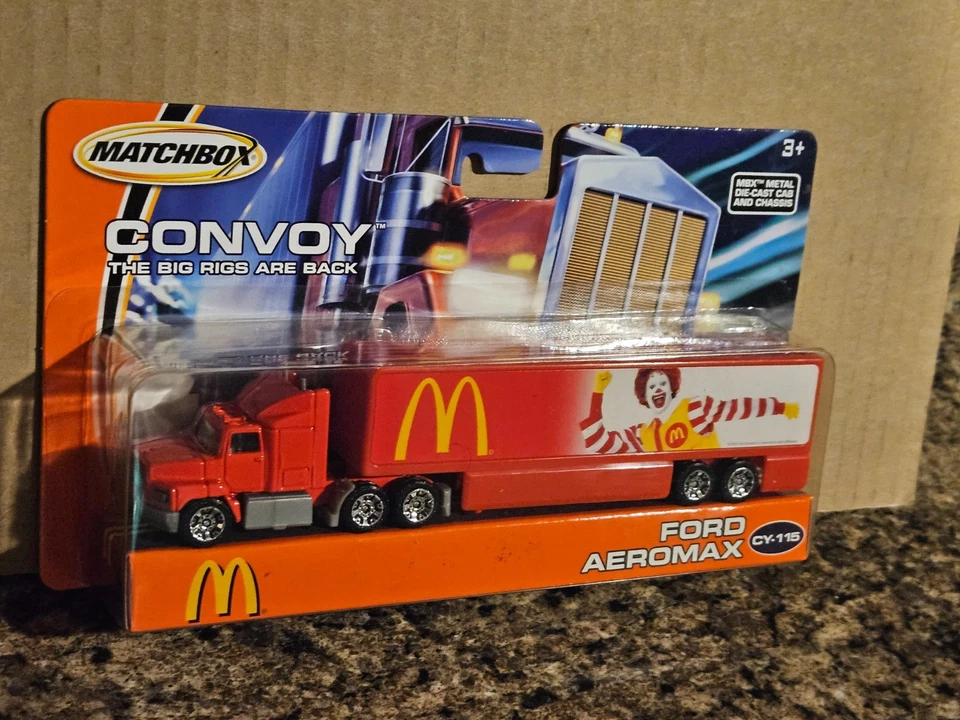 MATCHBOX
CONVOY™
THE BIG RIGS ARE BACK
3+
MBX™ METAL
DIE-CAST CAB
AND CHASSIS
M
M
M
FORD
AEROMAX
CY-115